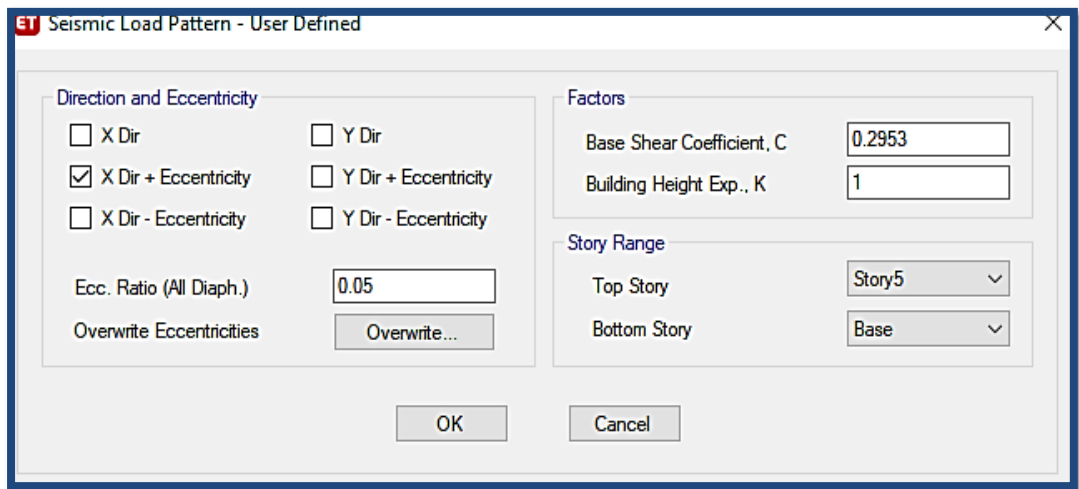 ET Seismic Load Pattern - User Defined
Direction and Eccentricity
X Dir Y Dir
X Dir + Eccentricity Y Dir + Eccentricity
X Dir - Eccentricity Y Dir - Eccentricity
Ecc. Ratio (All Diaph.) 0.05
Overwrite Eccentricities Overwrite...
Factors
Base Shear Coefficient, C 0.2953
Building Height Exp., K 1
Story Range
Top Story Story5
Bottom Story Base
OK Cancel